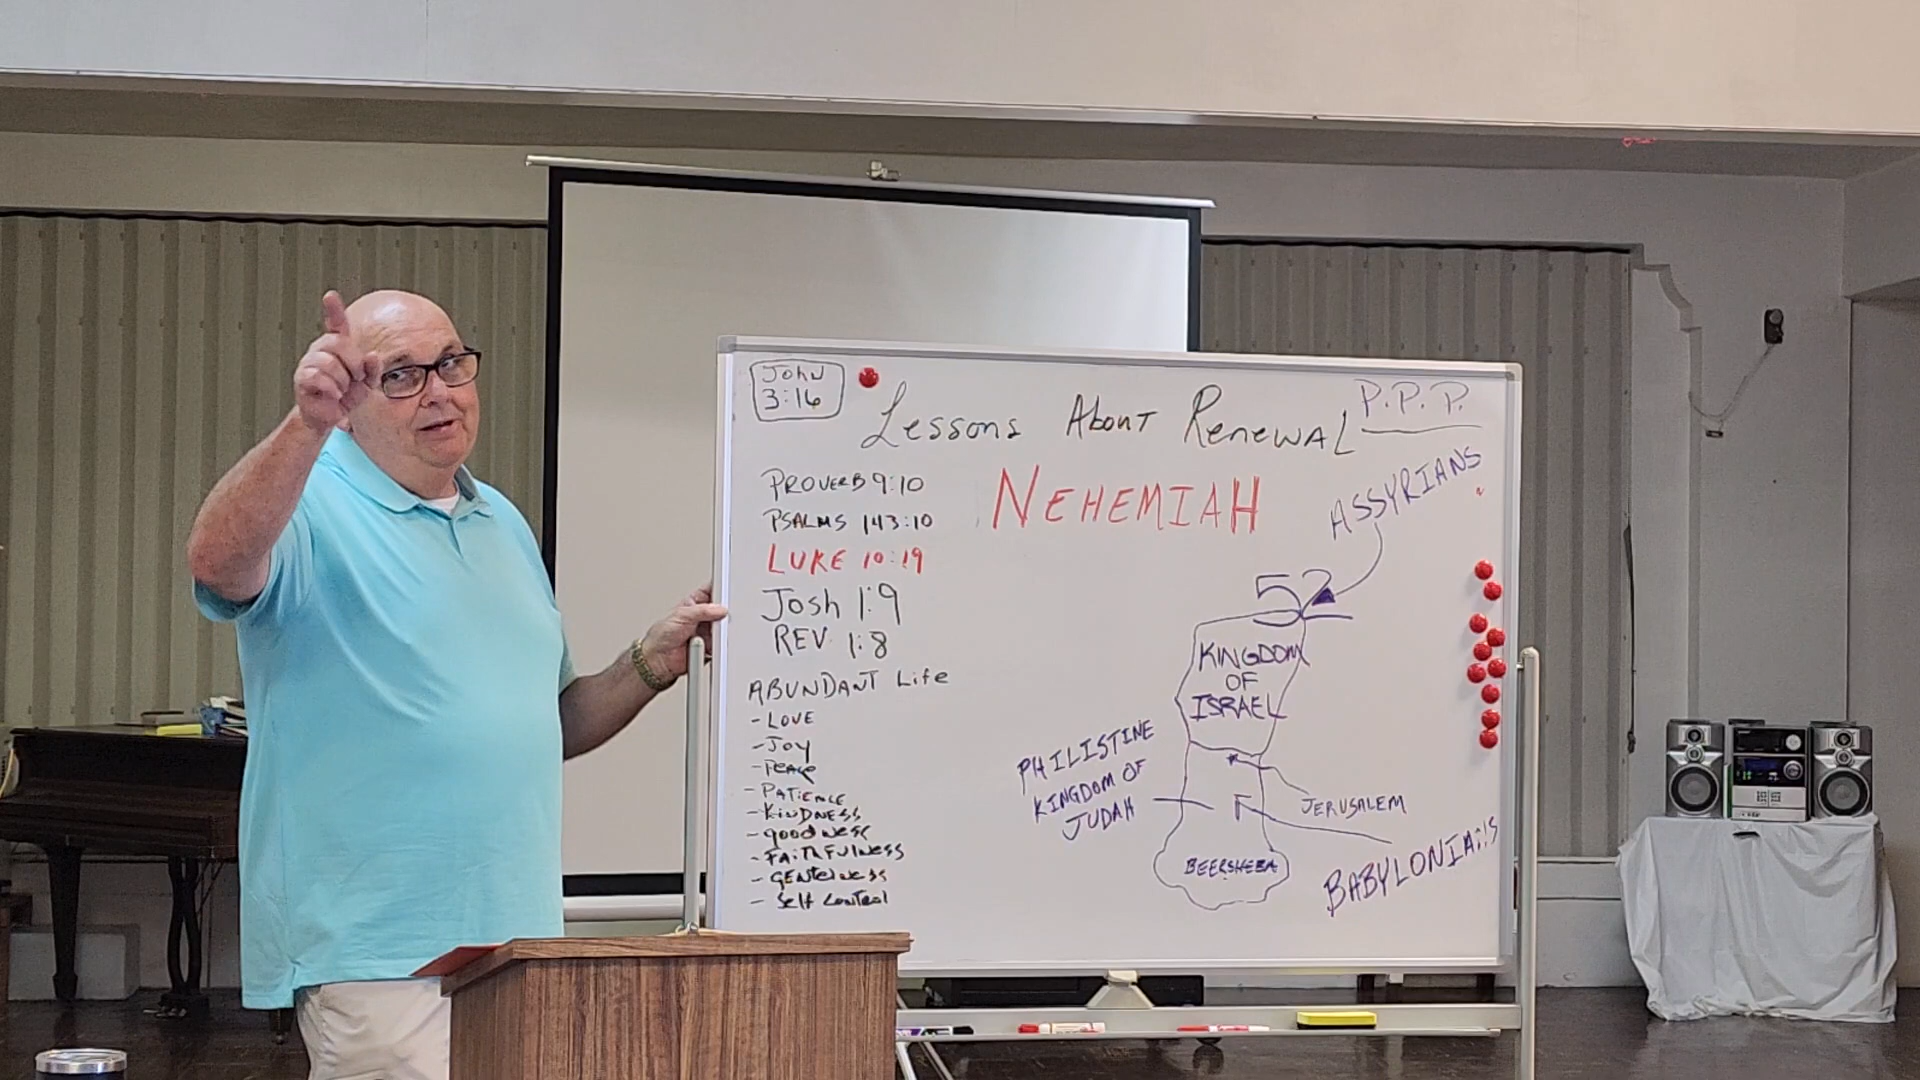 John
3:16
Lessons About Renewal
P.P.P.
PROVERB 9:10
PSALMS 143:10
LUKE 10:19
Josh 1:9
REV 1:8
ABUNDANT Life
- LOVE
- Joy
- Peace
- PATIENCE
- KINDNESS
- goodness
- FAITHFULNESS
- GENtelNess
- Self Control
NEHEMIAH
ASSYRIANS
52
KINGDOM
OF
ISRAEL
PHILISTINE
KINGDOM OF
JUDAH
JERUSALEM
BEERSHEBA
BABYLONIANS